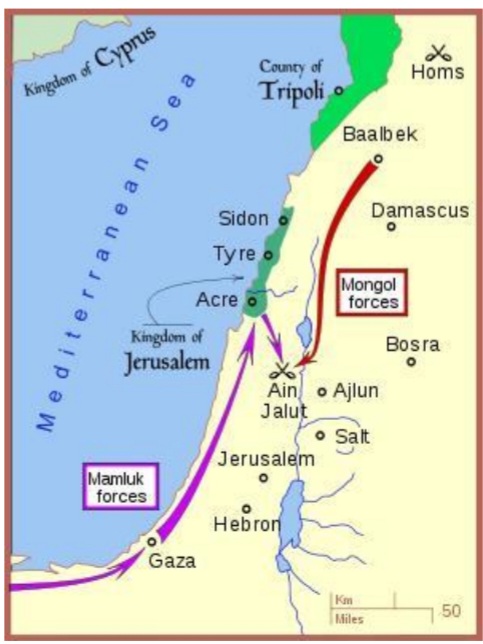 Kingdom of Cyprus
County of
Tripoli
Homs
Baalbek
Mediterranean Sea
Sidon
Damascus
Tyre
Mongol
forces
Acre
Kingdom of
Jerusalem
Bosra
Ain
Jalut
Ajlun
Salt
Jerusalem
Mamluk
forces
Hebron
Gaza
Km
Miles
50